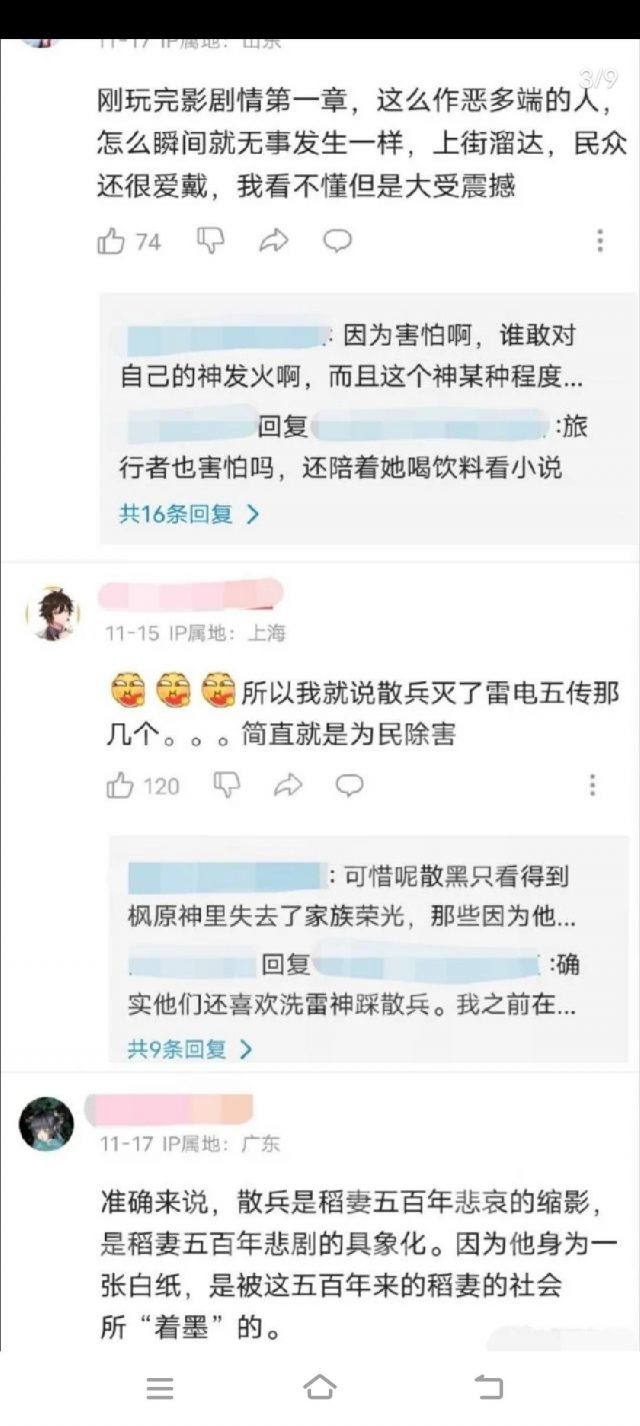 11-17 IP属地：山东
3/9
刚玩完影剧情第一章，这么作恶多端的人，
怎么瞬间就无事发生一样，上街溜达，民众
还很爱戴，我看不懂但是大受震撼
74
：因为害怕啊，谁敢对
自己的神发火啊，而且这个神某种程度...
回复 :旅
行者也害怕吗，还陪着她喝饮料看小说
共16条回复
11-15 IP属地：上海
所以我就说散兵灭了雷电五传那
几个。。。简直就是为民除害
120
：可惜呢散黑只看得到
枫原神里失去了家族荣光，那些因为他...
回复 :确
实他们还喜欢洗雷神踩散兵。我之前在...
共9条回复
11-17 IP属地：广东
准确来说，散兵是稻妻五百年悲哀的缩影，
是稻妻五百年悲剧的具象化。因为他身为一
张白纸，是被这五百年来的稻妻的社会
所“着墨”的。